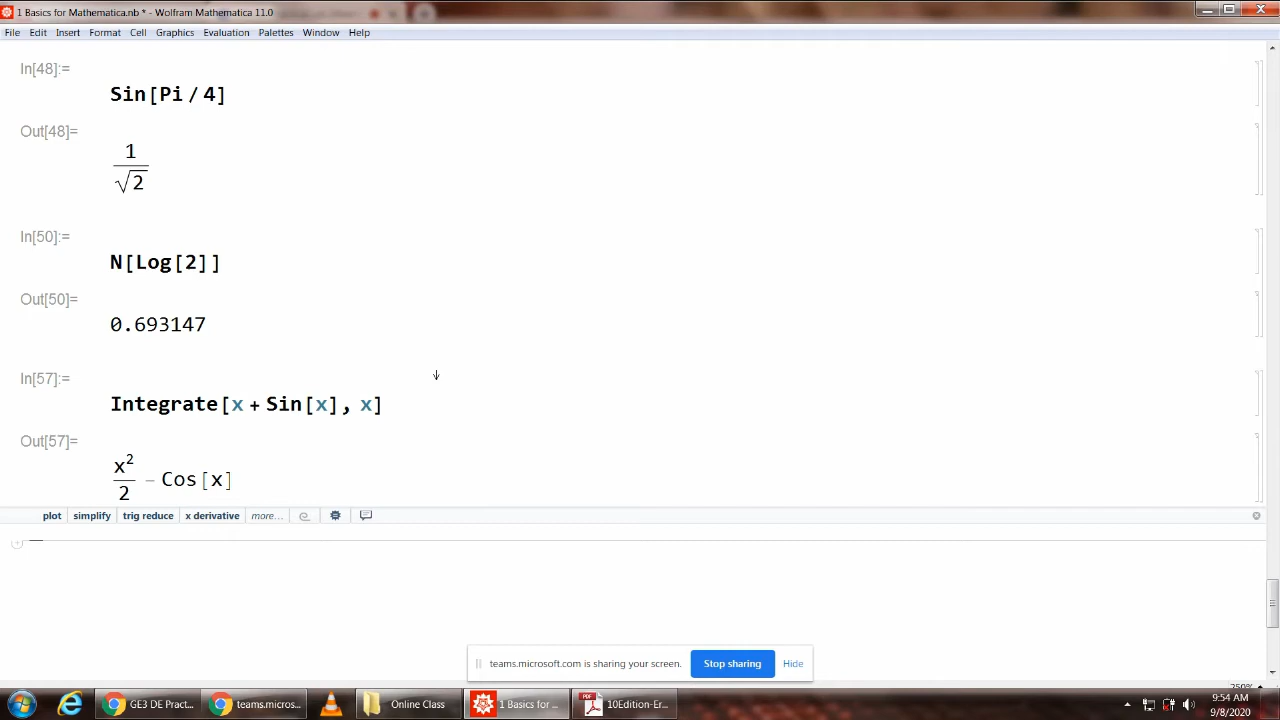 1 Basics for Mathematica.nb * - Wolfram Mathematica 11.0
File Edit Insert Format Cell Graphics Evaluation Palettes Window Help
In[48]:=
Sin[Pi / 4]
Out[48]=
1
√2
In[50]:=
N[Log[2]]
Out[50]=
0.693147
In[57]:=
Integrate[x + Sin[x], x]
Out[57]=
x²
2 – Cos[x]
plot simplify trig reduce x derivative more...
teams.microsoft.com is sharing your screen. Stop sharing Hide
250%
GE3 DE Pract... teams.micros... Online Class 1 Basics for ... PDF 10Edition-Er...
9:54 AM
9/8/2020